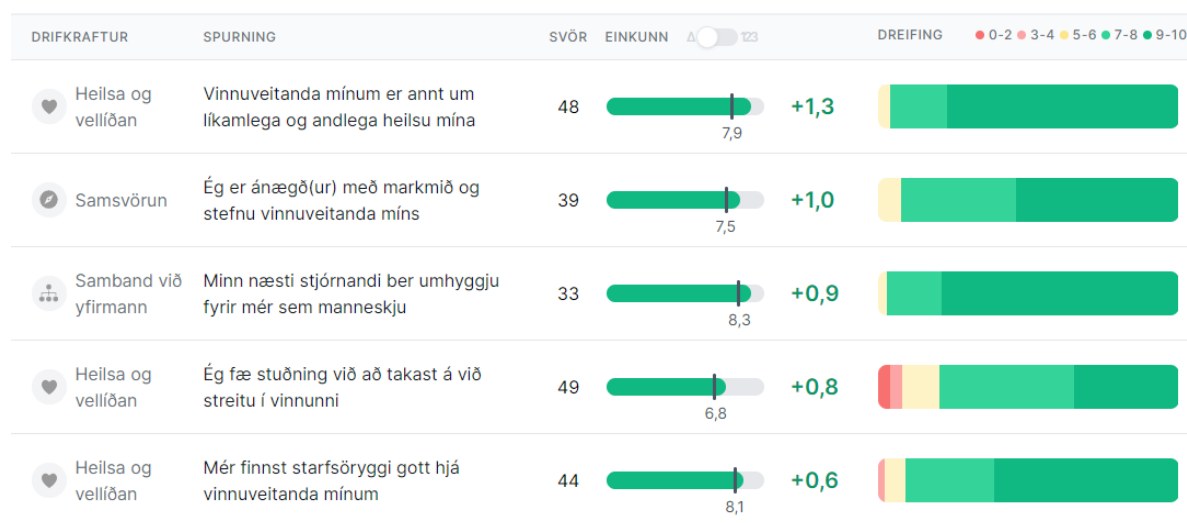 DRIFKRAFTUR SPURNING SVÖR EINKUNN Δ 123 DREIFING 0-2 3-4 5-6 7-8 9-10
Heilsa og
vellíðan
Vinnuveitanda mínum er annt um
líkamlega og andlega heilsu mína
48
7,9
+1,3
Samsvörun
Ég er ánægð(ur) með markmið og
stefnu vinnuveitanda míns
39
7,5
+1,0
Samband við
yfirmann
Minn næsti stjórnandi ber umhyggju
fyrir mér sem manneskju
33
8,3
+0,9
Heilsa og
vellíðan
Ég fæ stuðning við að takast á við
streitu í vinnunni
49
6,8
+0,8
Heilsa og
vellíðan
Mér finnst starfsöryggi gott hjá
vinnuveitanda mínum
44
8,1
+0,6